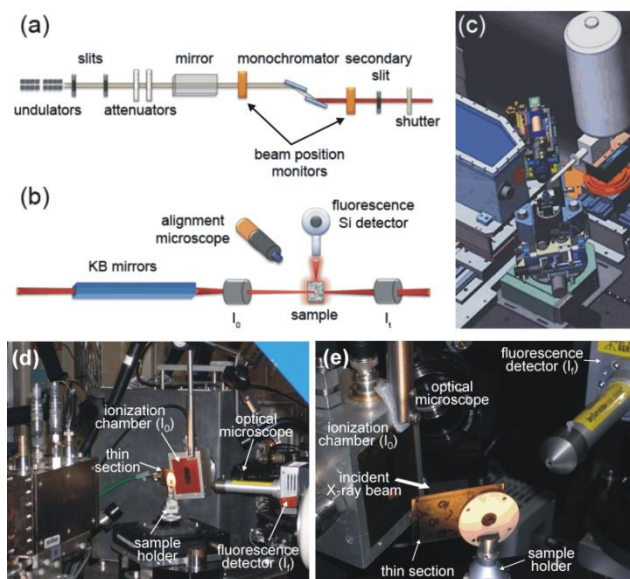 (a)
slits
mirror
monochromator
secondary
slit
undulators
attenuators
shutter
beam position
monitors
(b)
alignment
microscope
fluorescence
Si detector
KB mirrors
I0
sample
It
(c)
(d)
ionization
chamber (I0)
optical
microscope
thin
section
sample
holder
fluorescence
detector (If)
(e)
fluorescence
detector (If)
optical
microscope
ionization
chamber (I0)
incident
X-ray beam
thin section
sample
holder